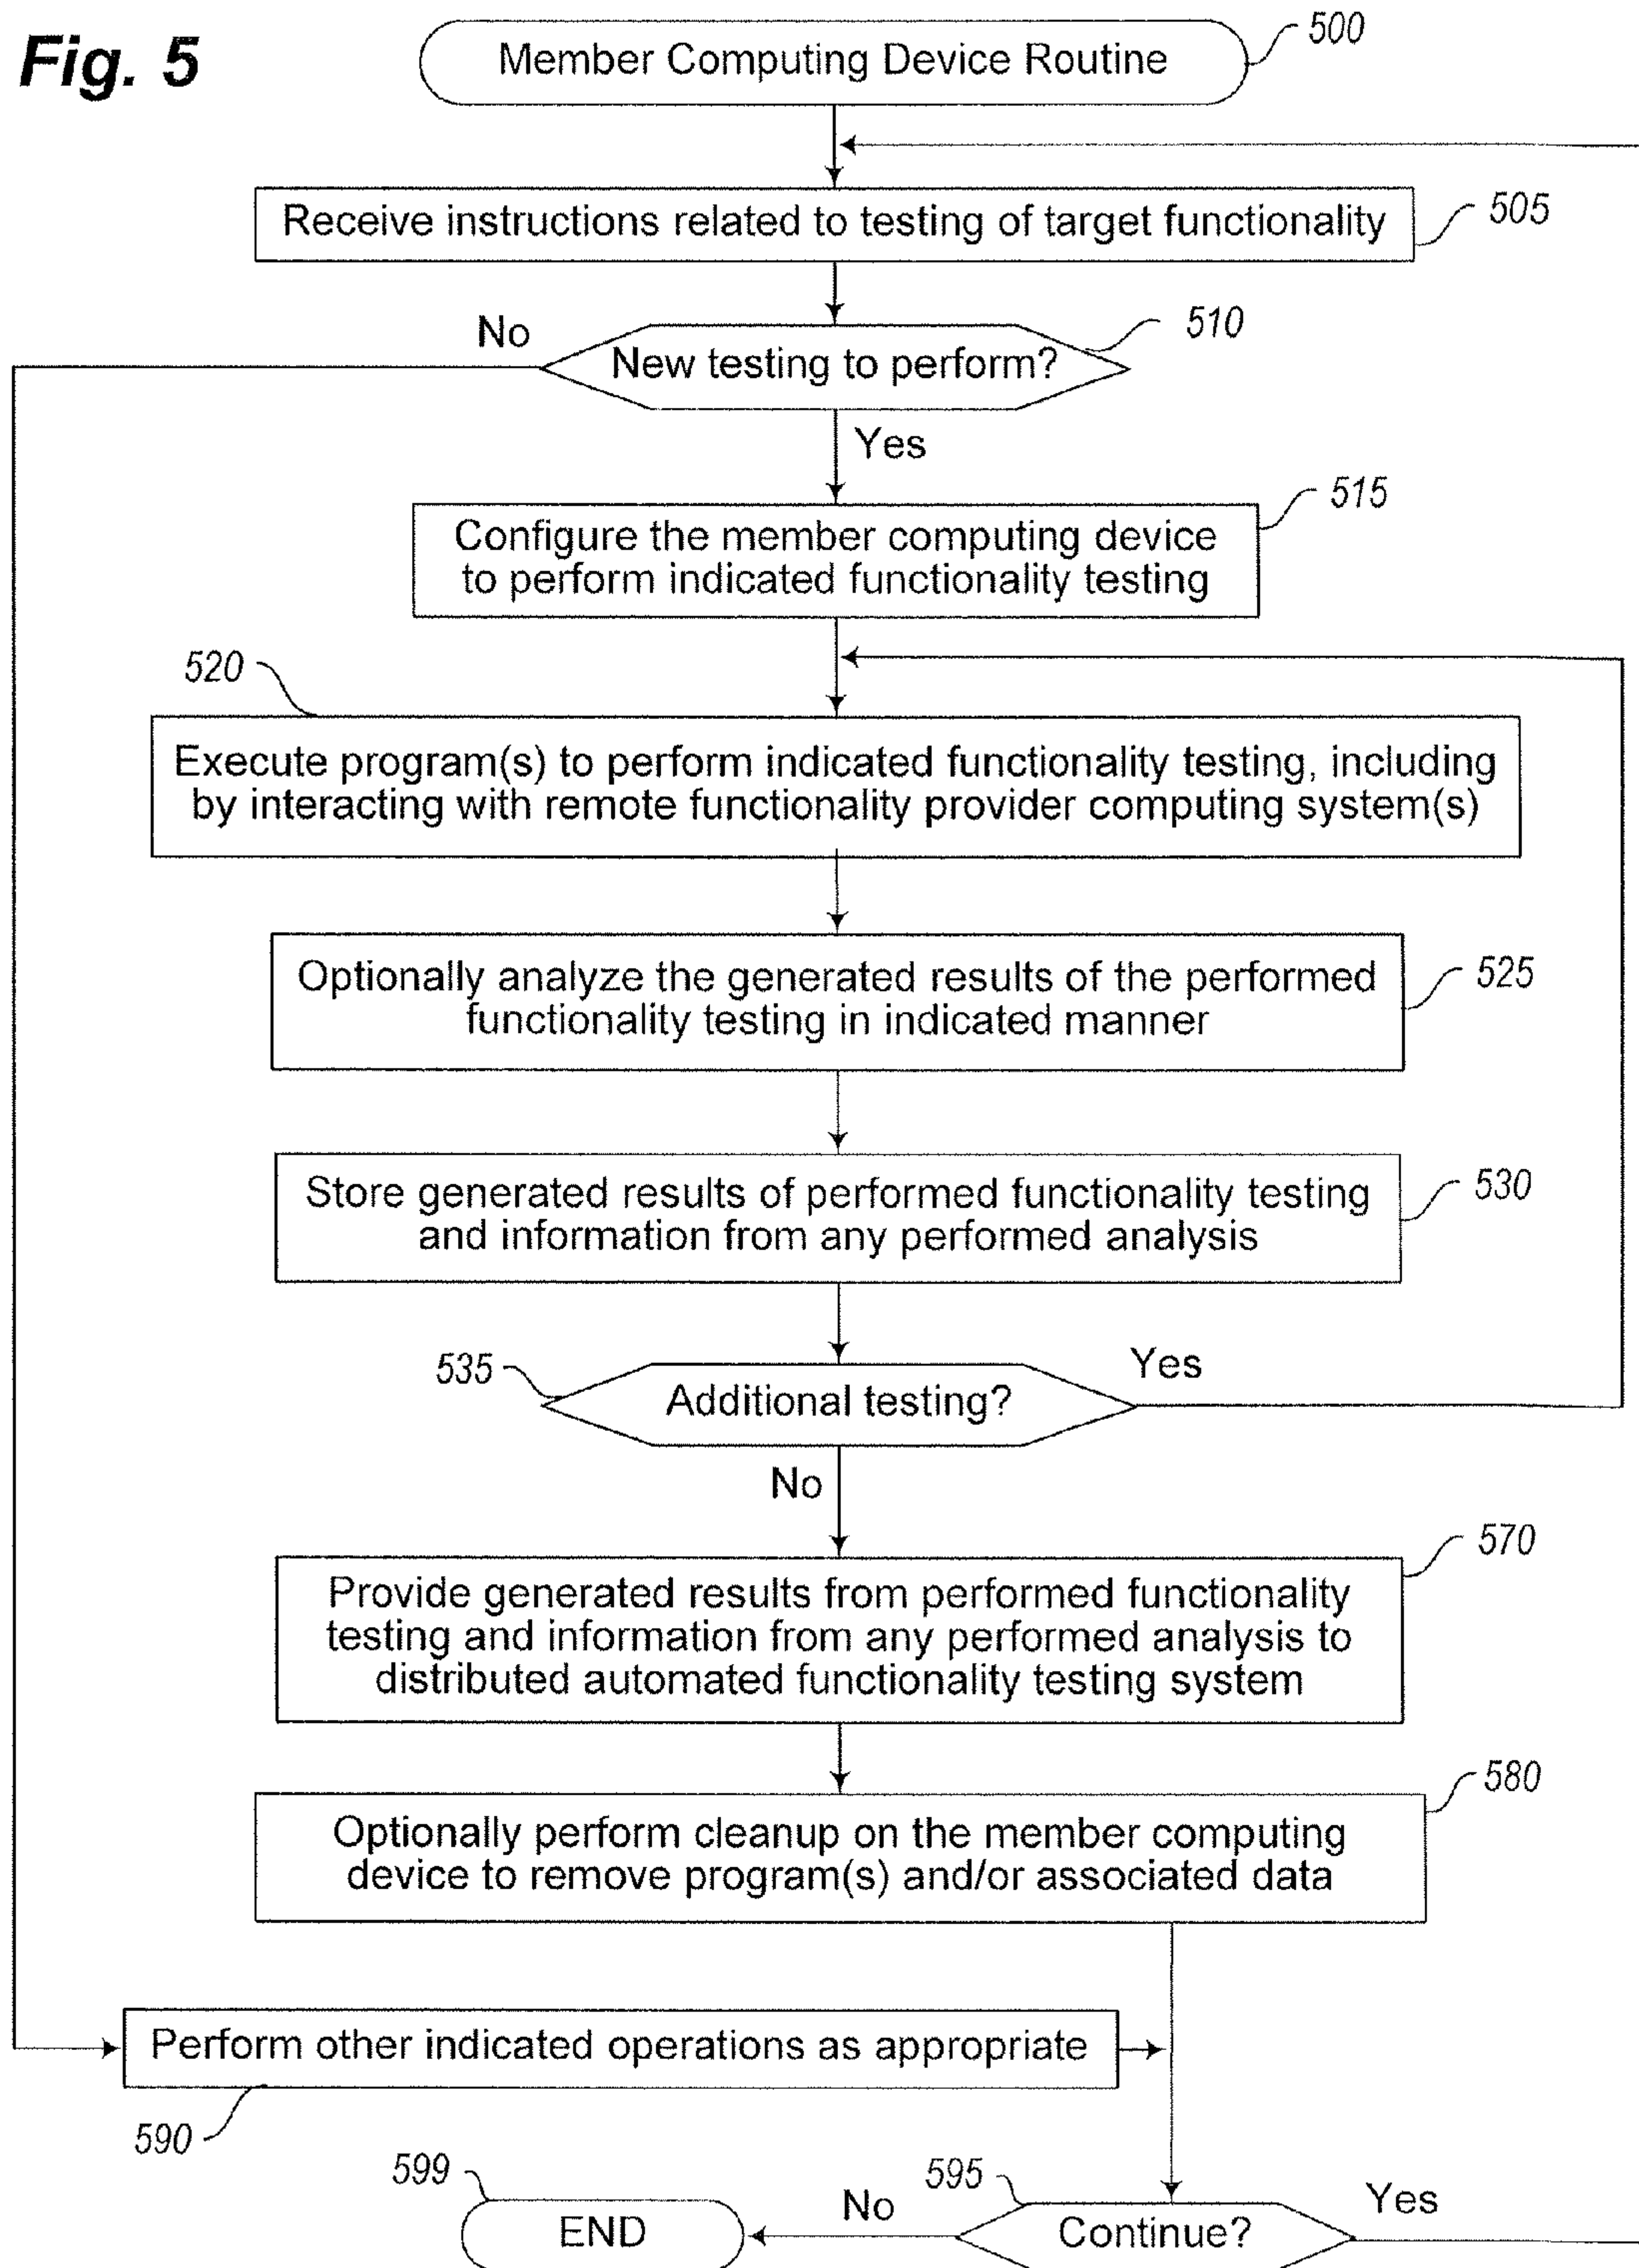 Fig. 5
Member Computing Device Routine
500
Receive instructions related to testing of target functionality
505
No
New testing to perform?
510
Yes
515
Configure the member computing device
to perform indicated functionality testing
520
Execute program(s) to perform indicated functionality testing, including
by interacting with remote functionality provider computing system(s)
Optionally analyze the generated results of the performed
functionality testing in indicated manner
525
Store generated results of performed functionality testing
and information from any performed analysis
530
535
Additional testing?
Yes
No
570
Provide generated results from performed functionality
testing and information from any performed analysis to
distributed automated functionality testing system
580
Optionally perform cleanup on the member computing
device to remove program(s) and/or associated data
Perform other indicated operations as appropriate
590
599
END
No
595
Continue?
Yes